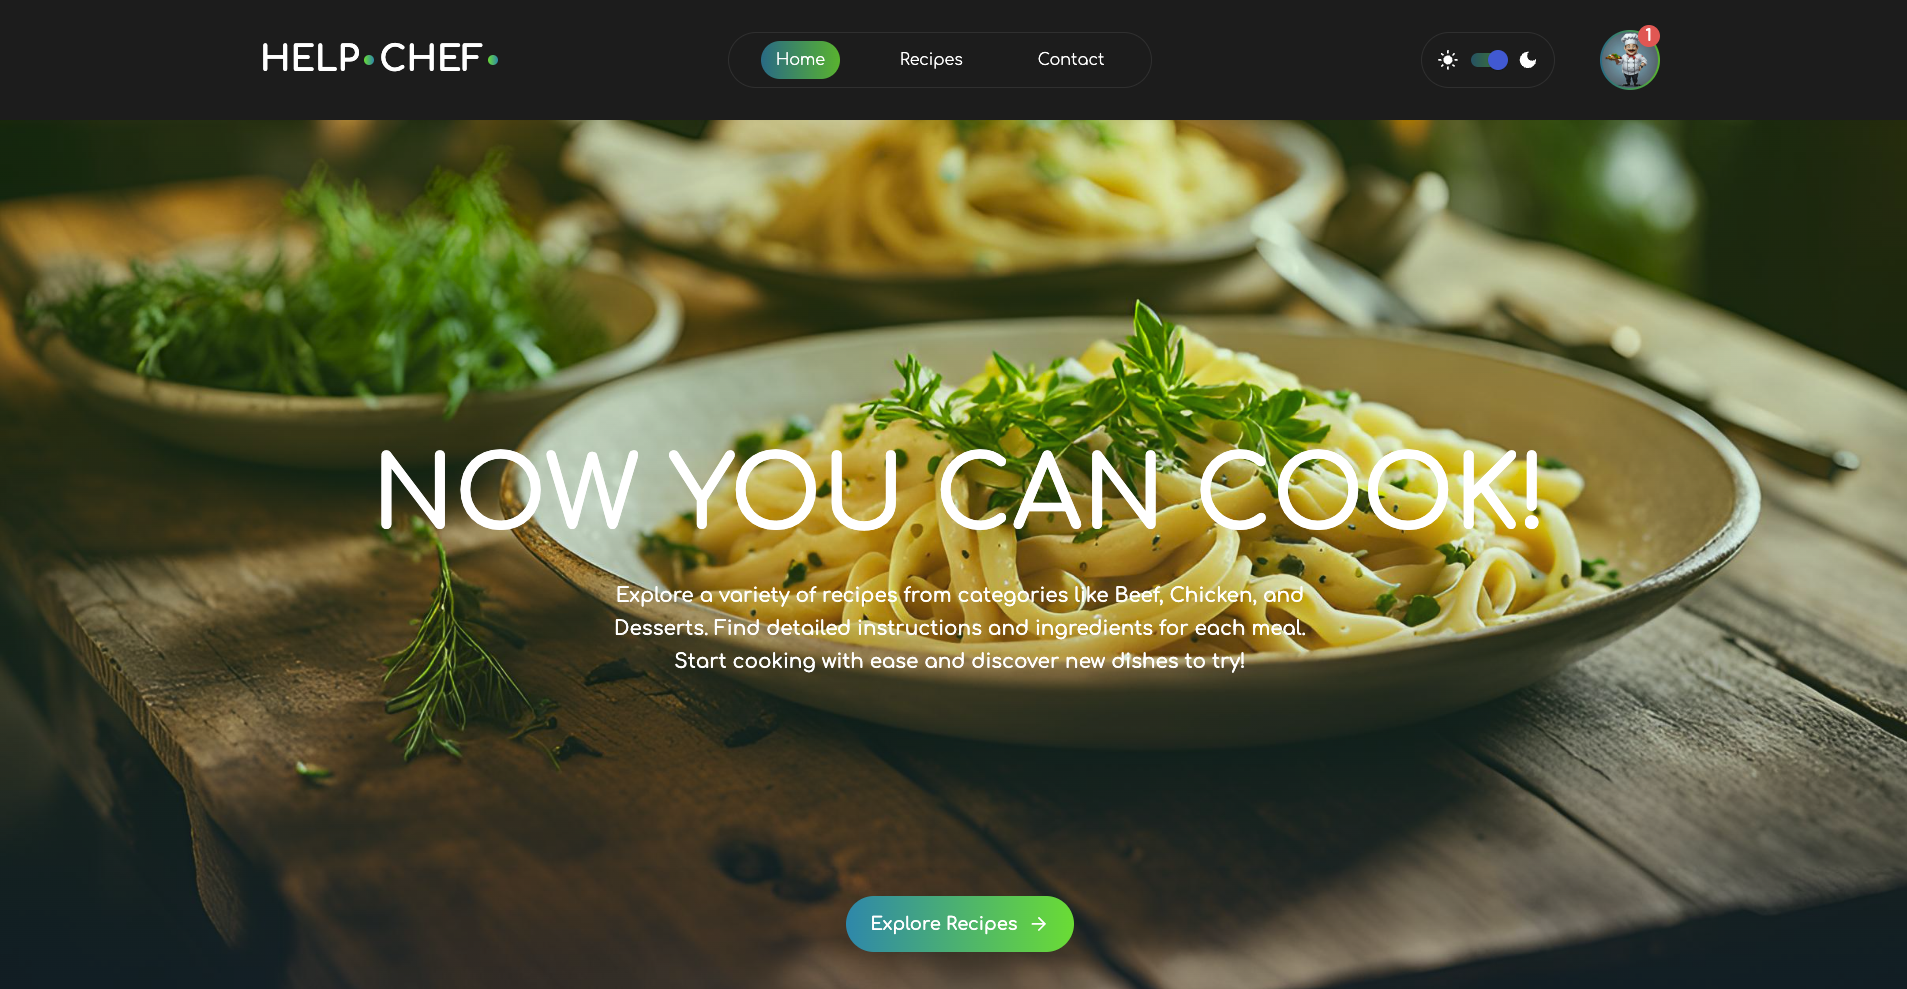 HELP•CHEF•
Home
Recipes
Contact
1
NOW YOU CAN COOK!
Explore a variety of recipes from categories like Beef, Chicken, and
Desserts. Find detailed instructions and ingredients for each meal.
Start cooking with ease and discover new dishes to try!
Explore Recipes →